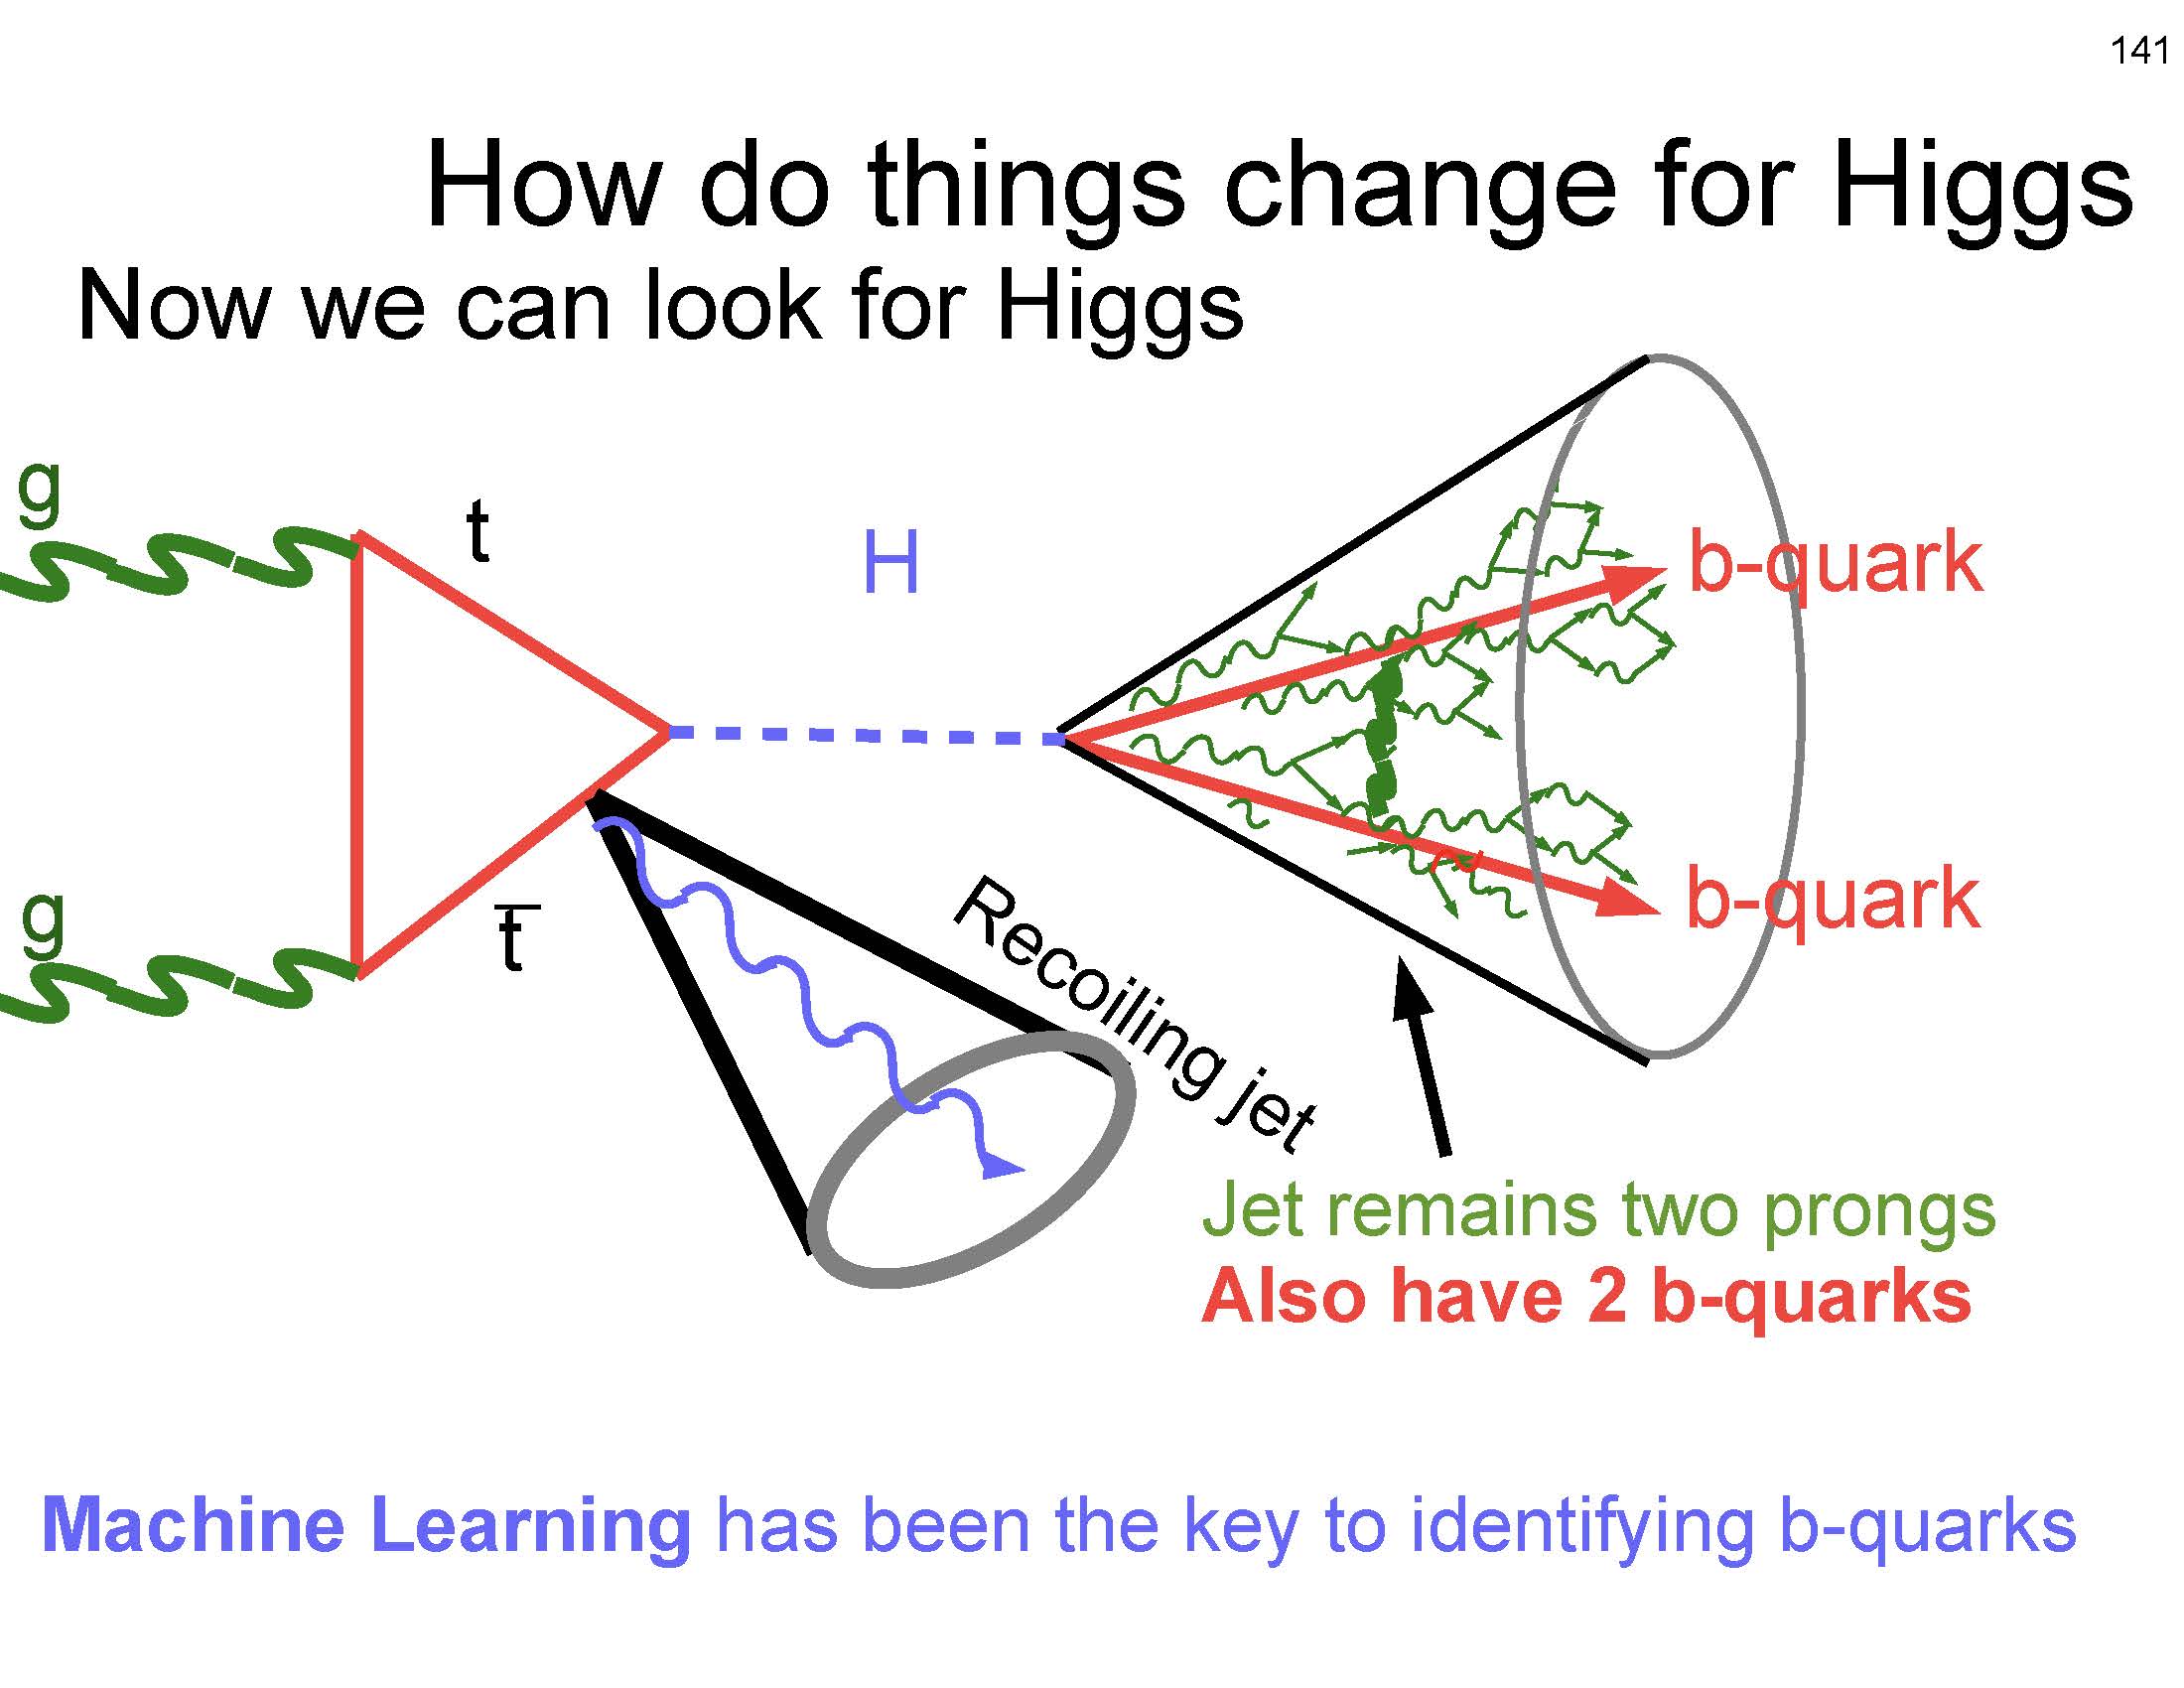 141
How do things change for Higgs
Now we can look for Higgs
g
t
H
b-quark
g
t̅
b-quark
Recoiling jet
Jet remains two prongs
Also have 2 b-quarks
Machine Learning has been the key to identifying b-quarks